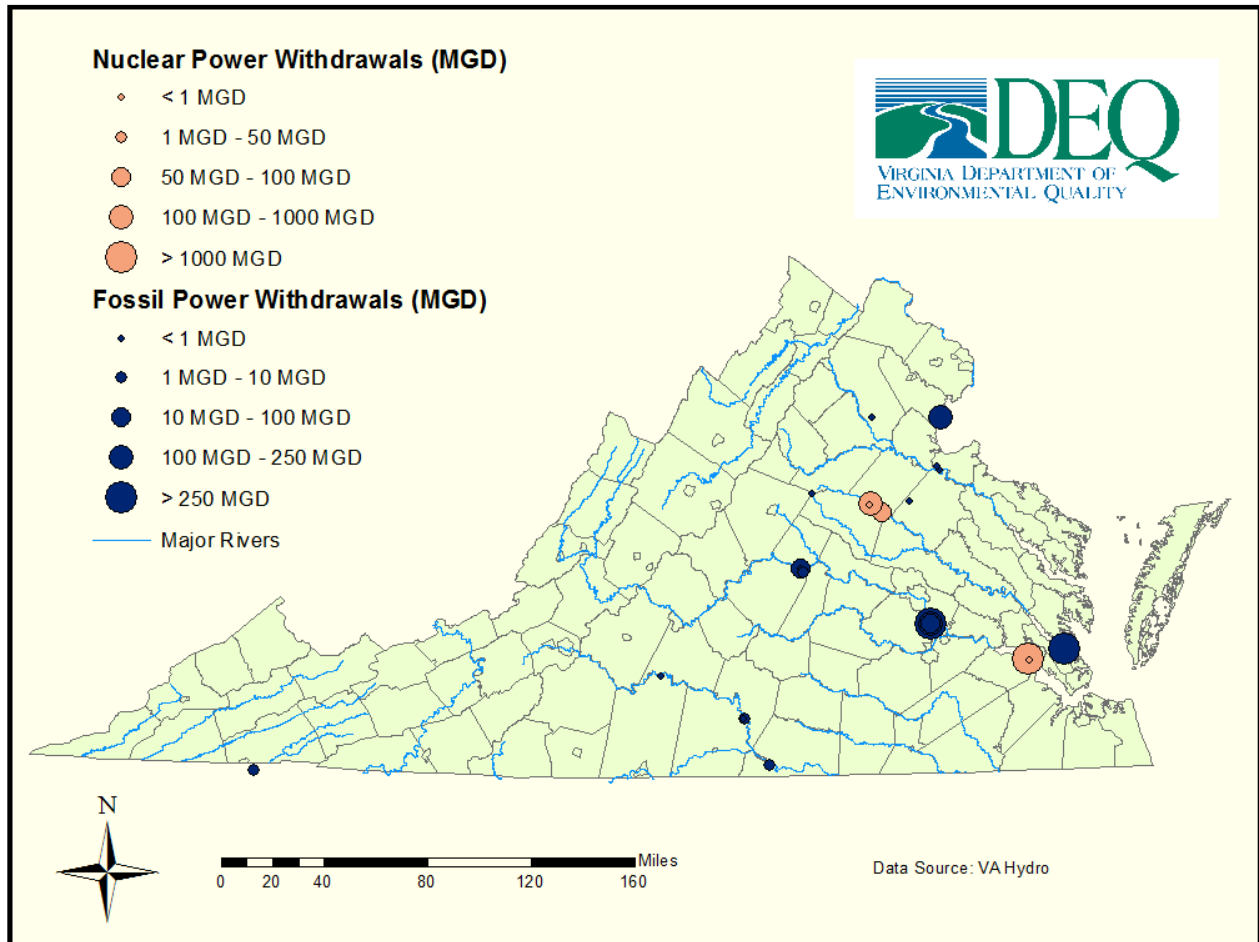 Nuclear Power Withdrawals (MGD)
< 1 MGD
1 MGD - 50 MGD
50 MGD - 100 MGD
100 MGD - 1000 MGD
> 1000 MGD
Fossil Power Withdrawals (MGD)
< 1 MGD
1 MGD - 10 MGD
10 MGD - 100 MGD
100 MGD - 250 MGD
> 250 MGD
Major Rivers
DEQ
VIRGINIA DEPARTMENT OF
ENVIRONMENTAL QUALITY
N
Miles
0 20 40 80 120 160
Data Source: VA Hydro